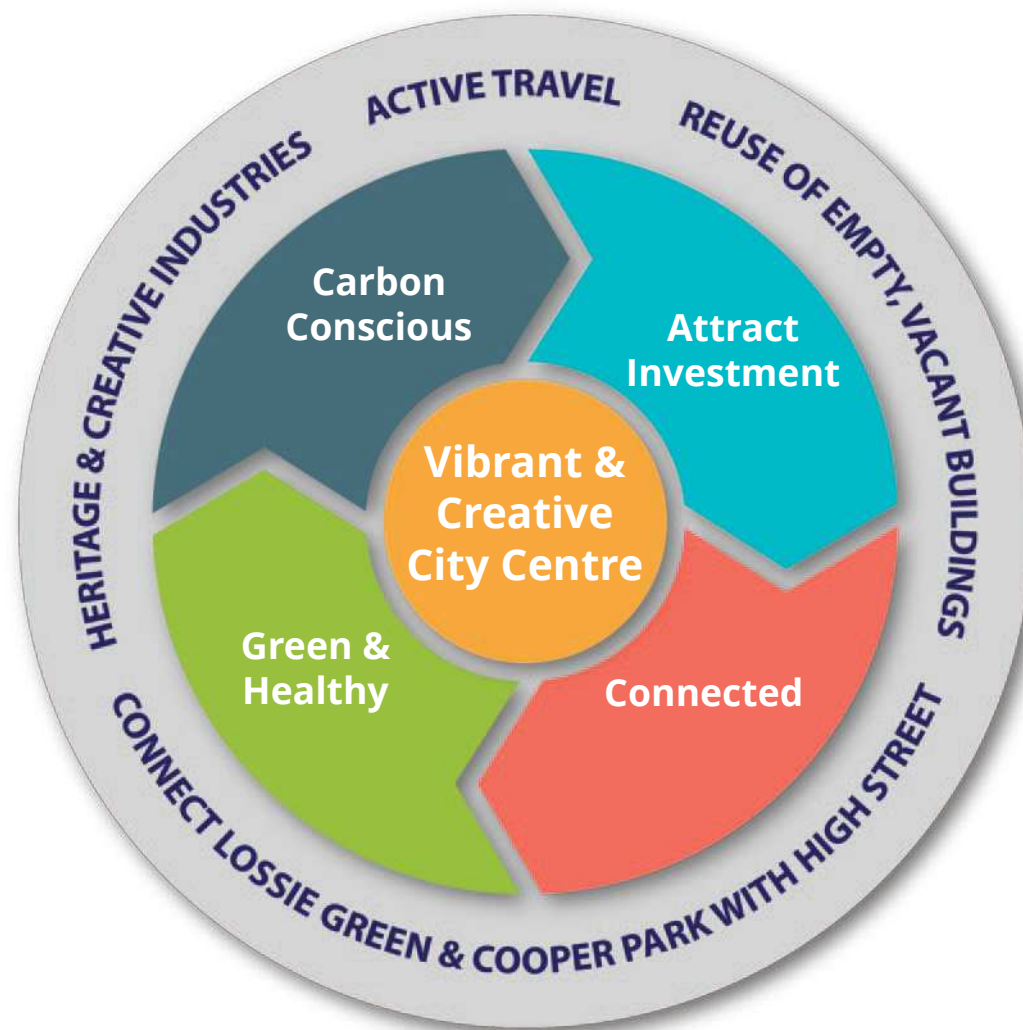 ACTIVE TRAVEL
REUSE OF EMPTY, VACANT BUILDINGS
HERITAGE & CREATIVE INDUSTRIES
CONNECT LOSSIE GREEN & COOPER PARK WITH HIGH STREET
Carbon
Conscious
Attract
Investment
Vibrant &
Creative
City Centre
Green &
Healthy
Connected